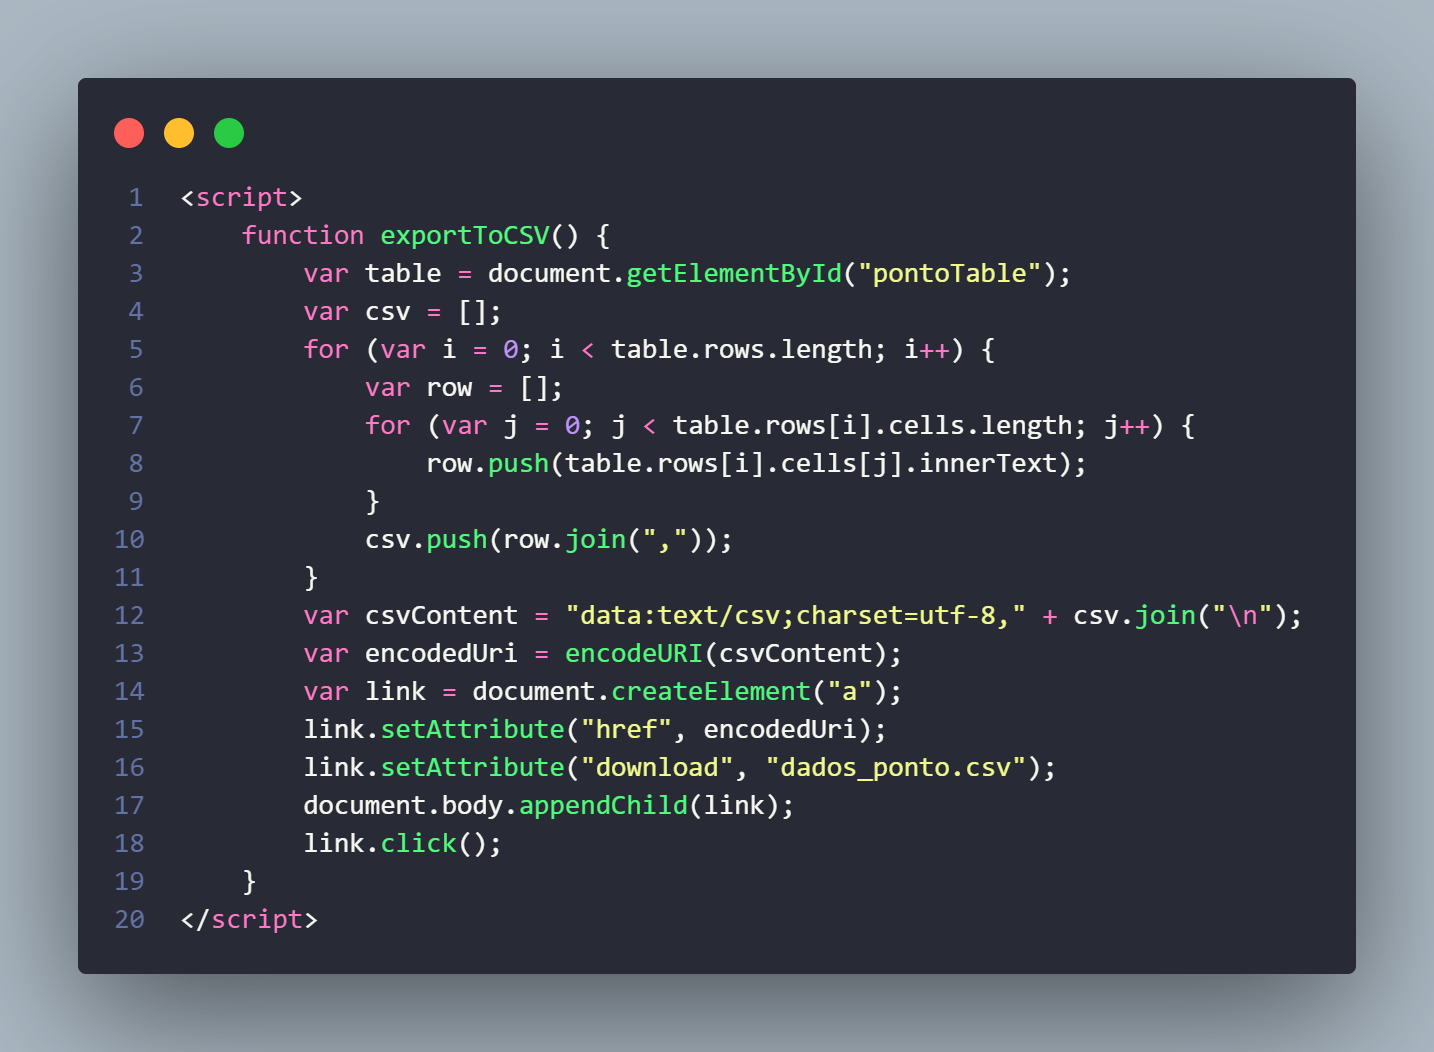 1 <script>
2     function exportToCSV() {
3         var table = document.getElementById("pontoTable");
4         var csv = [];
5         for (var i = 0; i < table.rows.length; i++) {
6             var row = [];
7             for (var j = 0; j < table.rows[i].cells.length; j++) {
8                 row.push(table.rows[i].cells[j].innerText);
9             }
10             csv.push(row.join(","));
11         }
12         var csvContent = "data:text/csv;charset=utf-8," + csv.join("\n");
13         var encodedUri = encodeURI(csvContent);
14         var link = document.createElement("a");
15         link.setAttribute("href", encodedUri);
16         link.setAttribute("download", "dados_ponto.csv");
17         document.body.appendChild(link);
18         link.click();
19     }
20 </script>